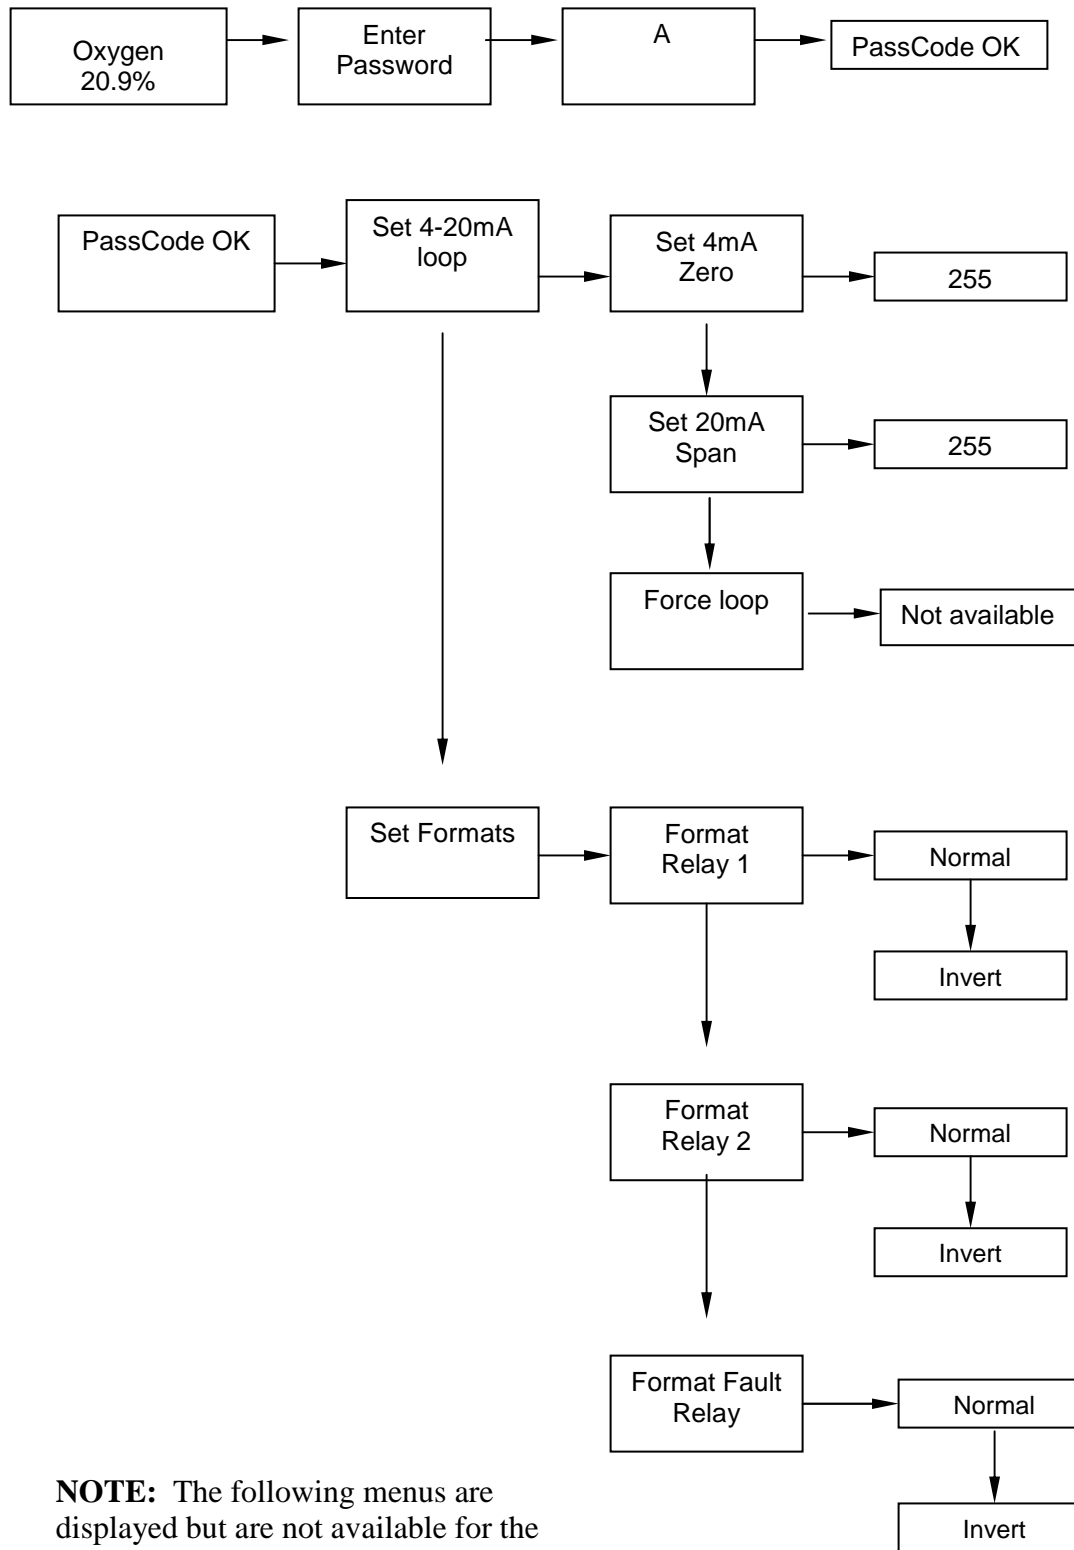 Oxygen
20.9%
Enter
Password
A
PassCode OK
PassCode OK
Set 4-20mA
loop
Set 4mA
Zero
255
Set 20mA
Span
255
Force loop
Not available
Set Formats
Format
Relay 1
Normal
Invert
Format
Relay 2
Normal
Invert
Format Fault
Relay
Normal
Invert
NOTE: The following menus are
displayed but are not available for the